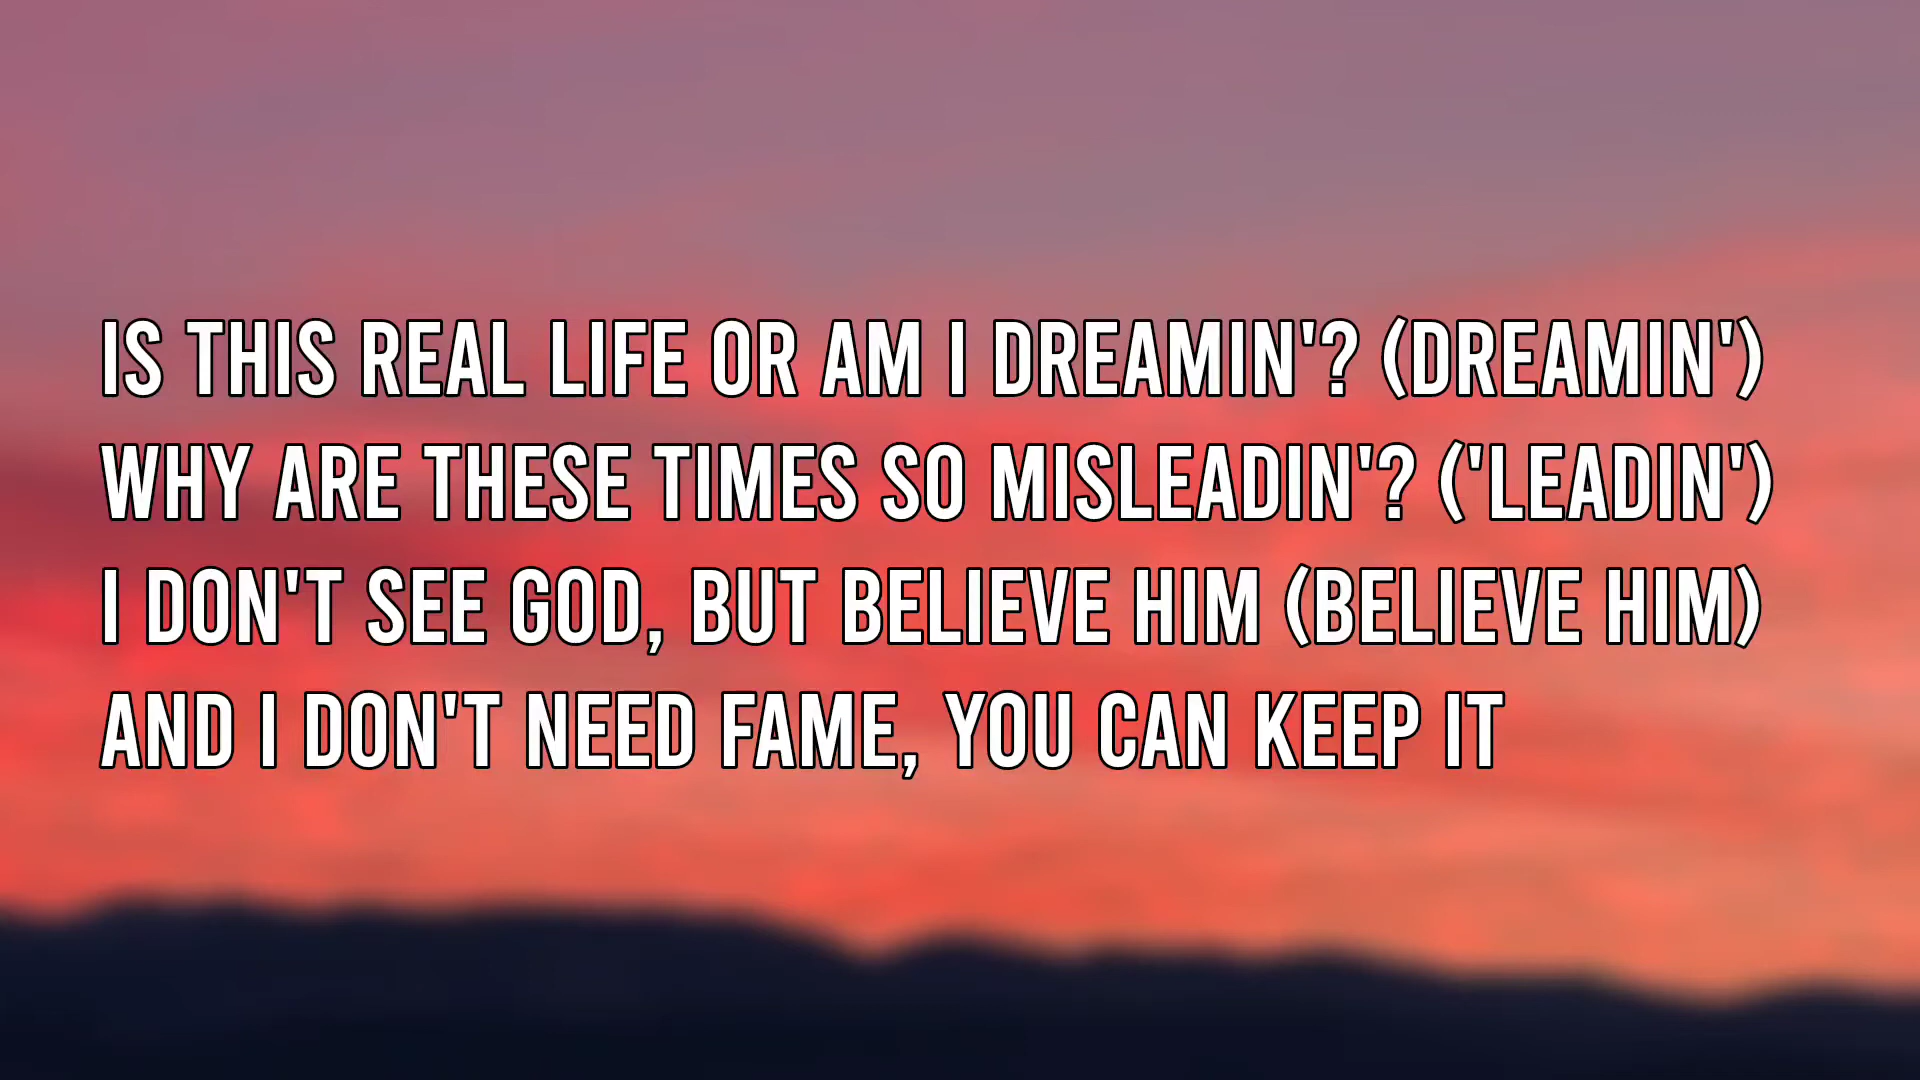 IS THIS REAL LIFE OR AM I DREAMIN'? (DREAMIN')
WHY ARE THESE TIMES SO MISLEADIN'? ('LEADIN')
I DON'T SEE GOD, BUT BELIEVE HIM (BELIEVE HIM)
AND I DON'T NEED FAME, YOU CAN KEEP IT